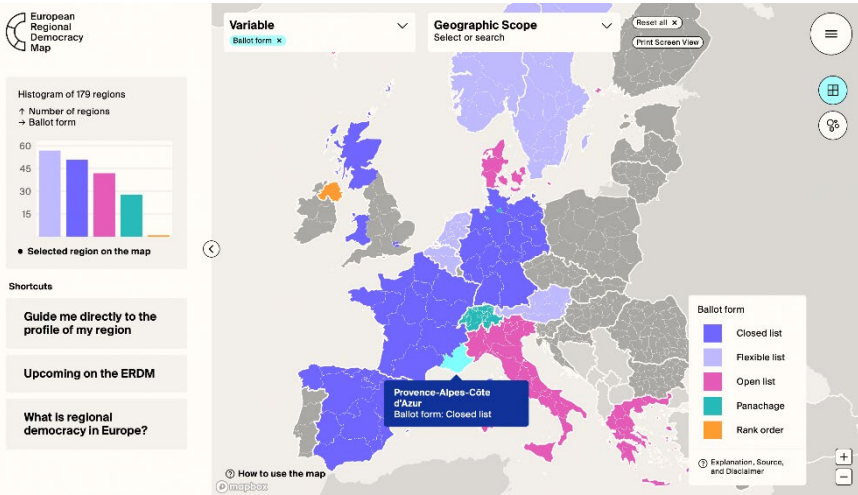 European
Regional
Democracy
Map
Histogram of 179 regions
↑ Number of regions
→ Ballot form
60
45
30
15
• Selected region on the map
Shortcuts
Guide me directly to the
profile of my region
Upcoming on the ERDM
What is regional
democracy in Europe?
Variable
Ballot form ×
Geographic Scope
Select or search
Reset all ×
Print Screen View
Provence-Alpes-Côte
d'Azur
Ballot form: Closed list
Ballot form
Closed list
Flexible list
Open list
Panachage
Rank order
Explanation, Source,
and Disclaimer
How to use the map
mapbox